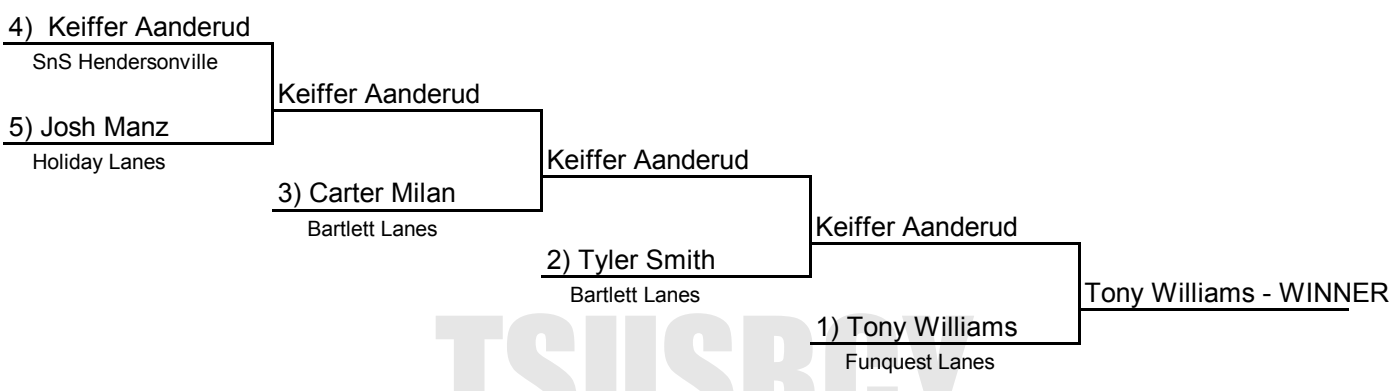 4) Keiffer Aanderud
SnS Hendersonville
Keiffer Aanderud
5) Josh Manz
Holiday Lanes
Keiffer Aanderud
3) Carter Milan
Bartlett Lanes
Keiffer Aanderud
2) Tyler Smith
Bartlett Lanes
Tony Williams - WINNER
1) Tony Williams
Funquest Lanes
TSUSBCY